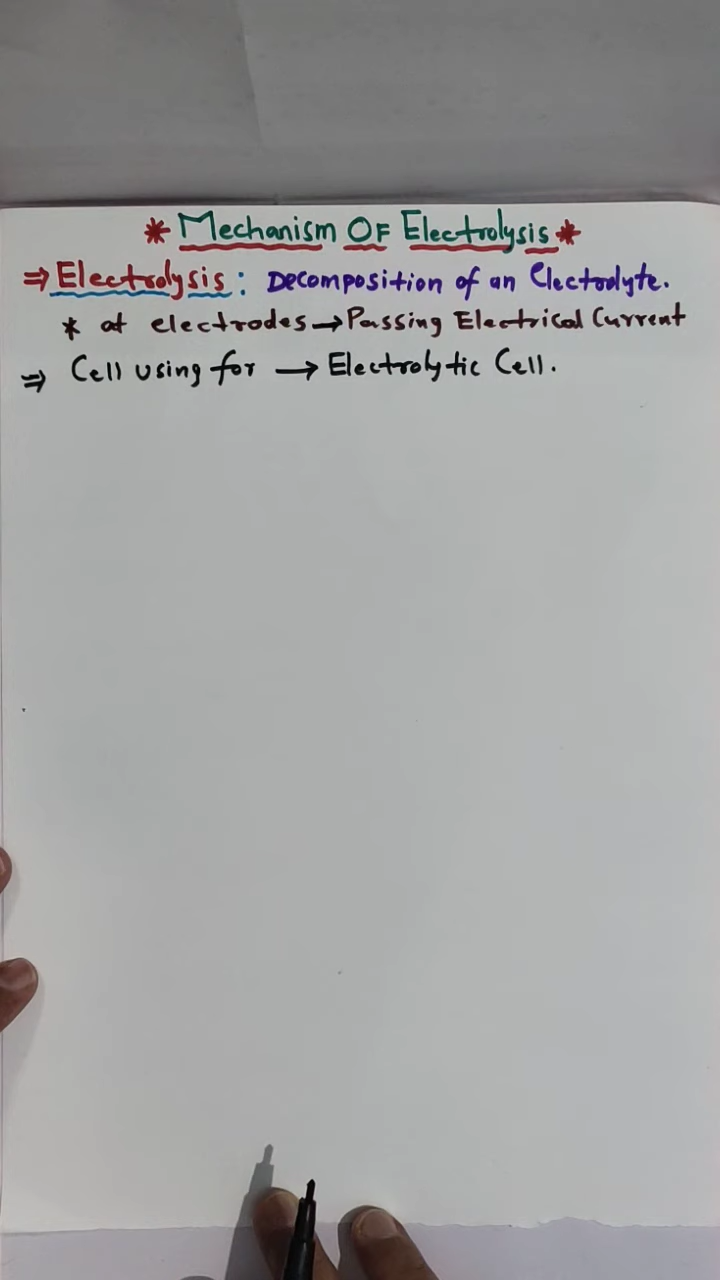 * Mechanism OF Electrolysis *
⇒ Electrolysis : Decomposition of an Electrolyte.
* at electrodes → Passing Electrical Current
⇒ Cell using for → Electrolytic Cell.